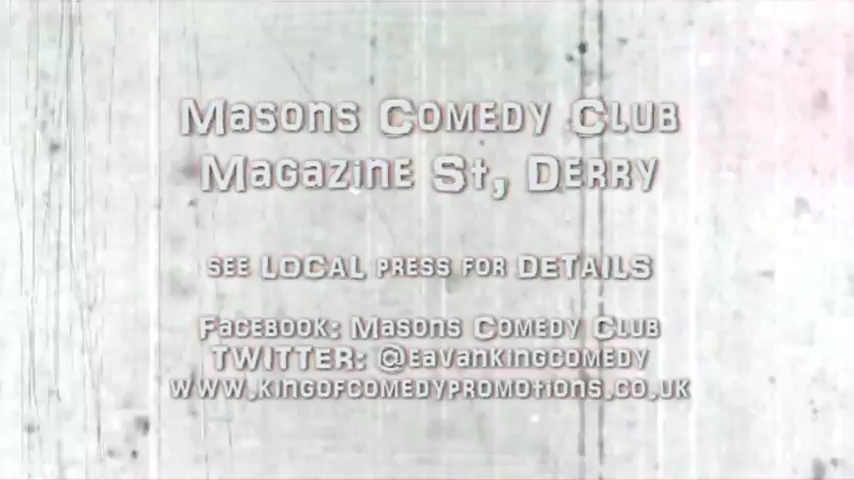 Masons Comedy Club
Magazine St, Derry
see LOCAL press for DETAILS
Facebook: Masons Comedy Club
TWITTER: @eavankingcomedy
www.kingofcomedypromotions.co.uk